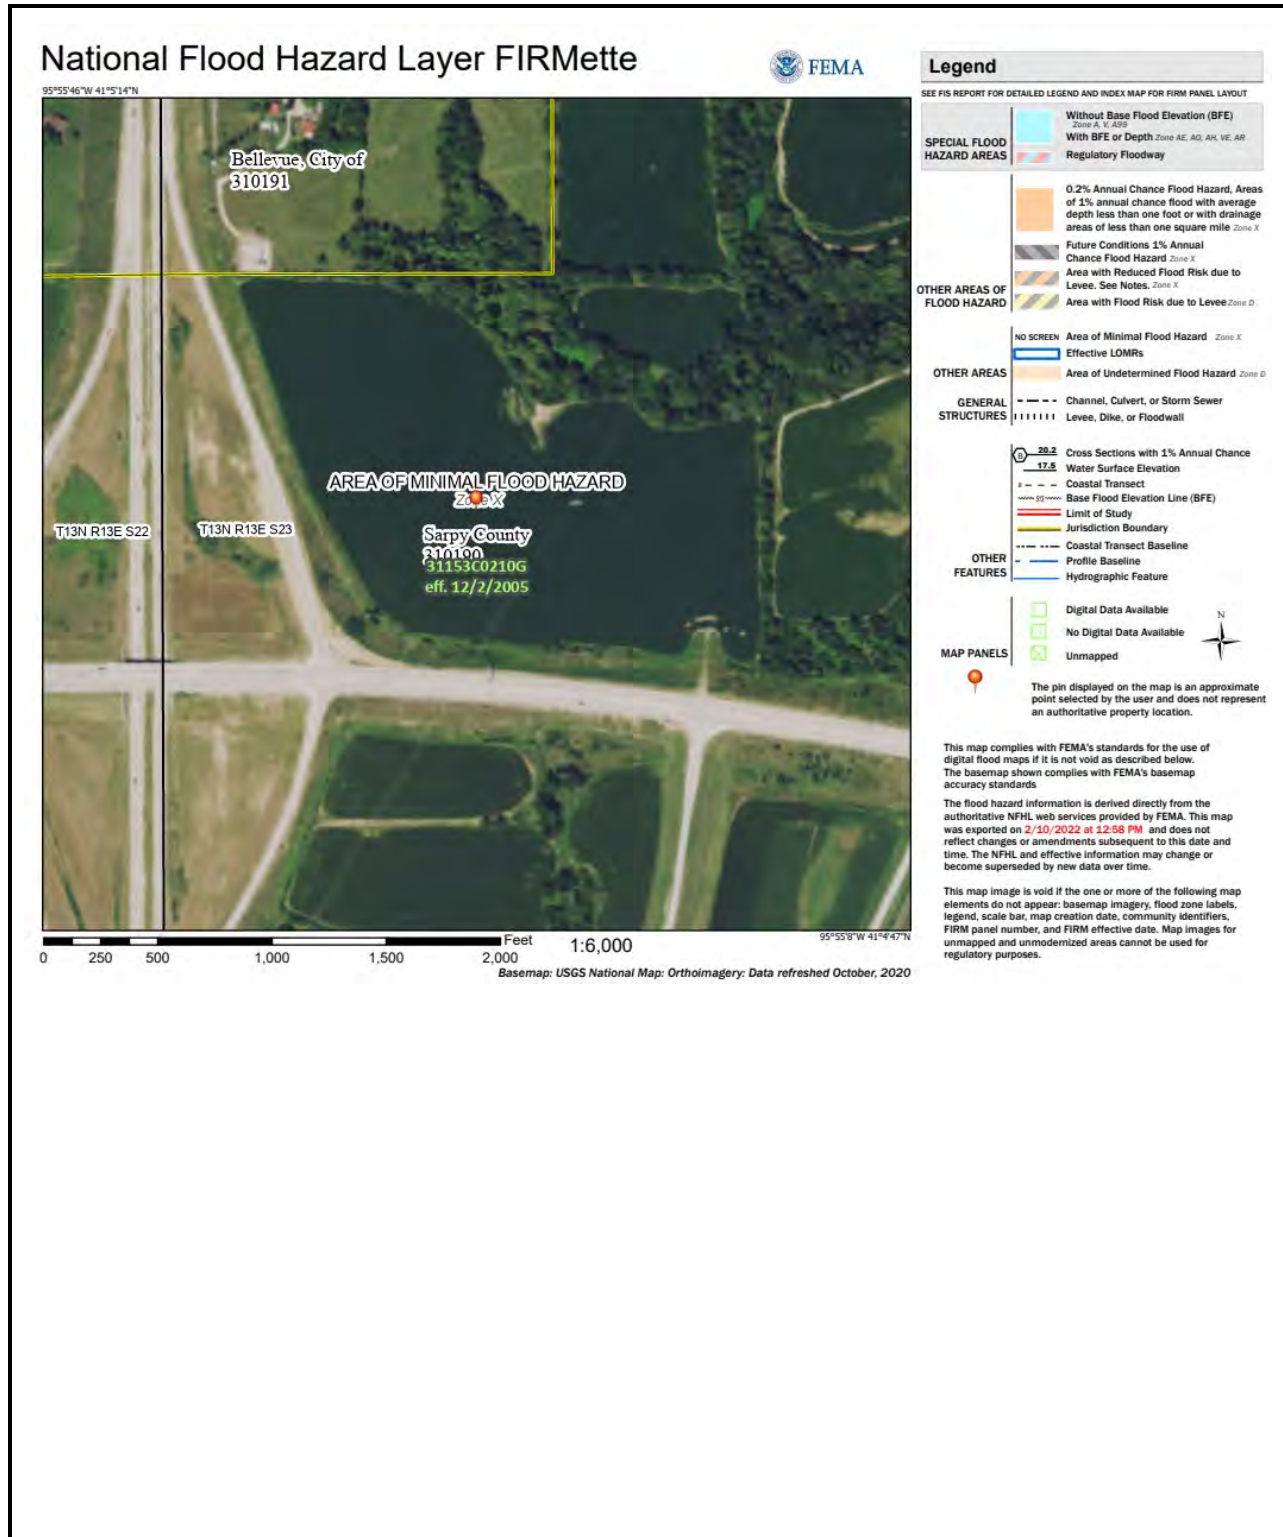 National Flood Hazard Layer FIRMette
FEMA
95°55'46"W 41°5'14"N
Bellevue, City of
310191
AREA OF MINIMAL FLOOD HAZARD
Zone X
T13N R13E S22
T13N R13E S23
Sarpy County
310190
31153C0210G
eff. 12/2/2005
Feet
1:6,000
95°55'8"W 41°4'47"N
0 250 500 1,000 1,500 2,000
Basemap: USGS National Map: Orthoimagery: Data refreshed October, 2020
Legend
SEE FIS REPORT FOR DETAILED LEGEND AND INDEX MAP FOR FIRM PANEL LAYOUT
SPECIAL FLOOD
HAZARD AREAS
Without Base Flood Elevation (BFE)
Zone A, V, A99
With BFE or Depth Zone AE, AO, AH, VE, AR
Regulatory Floodway
OTHER AREAS OF
FLOOD HAZARD
0.2% Annual Chance Flood Hazard, Areas
of 1% annual chance flood with average
depth less than one foot or with drainage
areas of less than one square mile Zone X
Future Conditions 1% Annual
Chance Flood Hazard Zone X
Area with Reduced Flood Risk due to
Levee. See Notes. Zone X
Area with Flood Risk due to Levee Zone D
OTHER AREAS
NO SCREEN Area of Minimal Flood Hazard Zone X
Effective LOMRs
Area of Undetermined Flood Hazard Zone D
GENERAL
STRUCTURES
Channel, Culvert, or Storm Sewer
Levee, Dike, or Floodwall
OTHER
FEATURES
B 20.2 Cross Sections with 1% Annual Chance
17.5 Water Surface Elevation
Coastal Transect
Base Flood Elevation Line (BFE)
Limit of Study
Jurisdiction Boundary
Coastal Transect Baseline
Profile Baseline
Hydrographic Feature
MAP PANELS
Digital Data Available
No Digital Data Available
Unmapped
N
The pin displayed on the map is an approximate
point selected by the user and does not represent
an authoritative property location.
This map complies with FEMA's standards for the use of
digital flood maps if it is not void as described below.
The basemap shown complies with FEMA's basemap
accuracy standards
The flood hazard information is derived directly from the
authoritative NFHL web services provided by FEMA. This map
was exported on 2/10/2022 at 12:58 PM and does not
reflect changes or amendments subsequent to this date and
time. The NFHL and effective information may change or
become superseded by new data over time.
This map image is void if the one or more of the following map
elements do not appear: basemap imagery, flood zone labels,
legend, scale bar, map creation date, community identifiers,
FIRM panel number, and FIRM effective date. Map images for
unmapped and unmodernized areas cannot be used for
regulatory purposes.